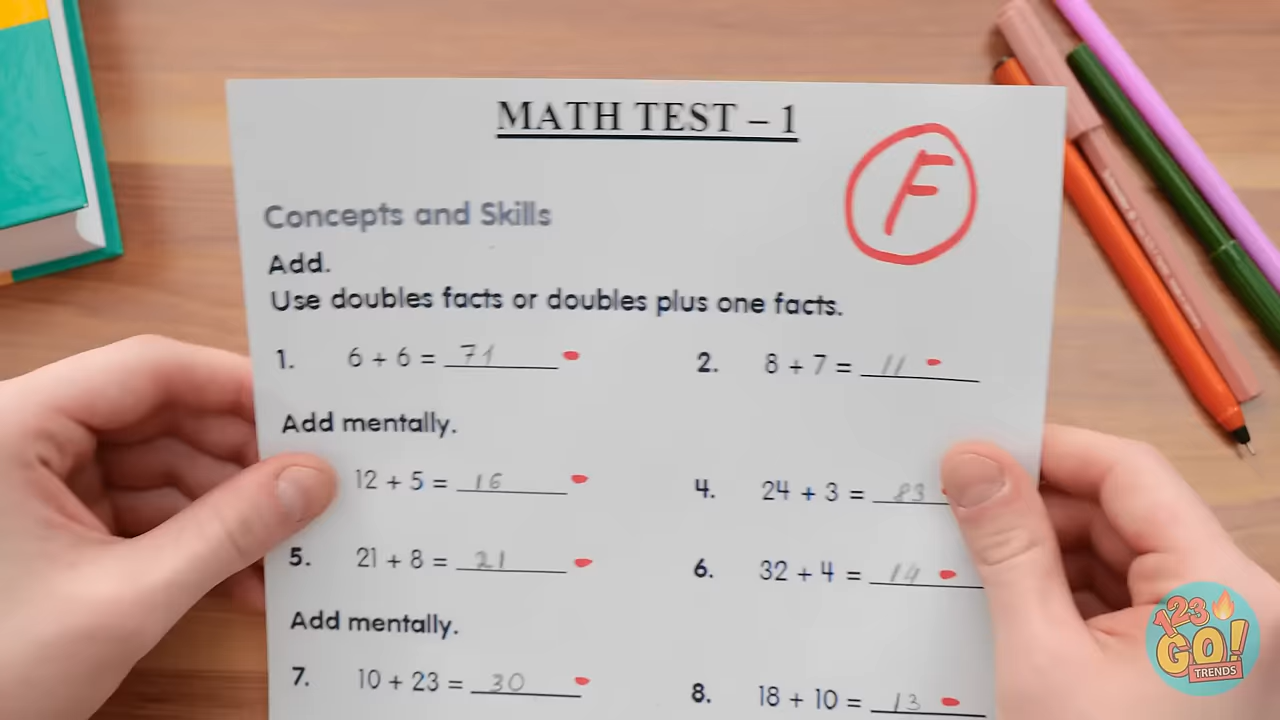 MATH TEST – 1
F
Concepts and Skills
Add.
Use doubles facts or doubles plus one facts.
1. 6 + 6 = 71
2. 8 + 7 = 11
Add mentally.
12 + 5 = 16
4. 24 + 3 = 83
5. 21 + 8 = 21
6. 32 + 4 = 14
Add mentally.
7. 10 + 23 = 30
8. 18 + 10 = 13
123
GO!
TRENDS